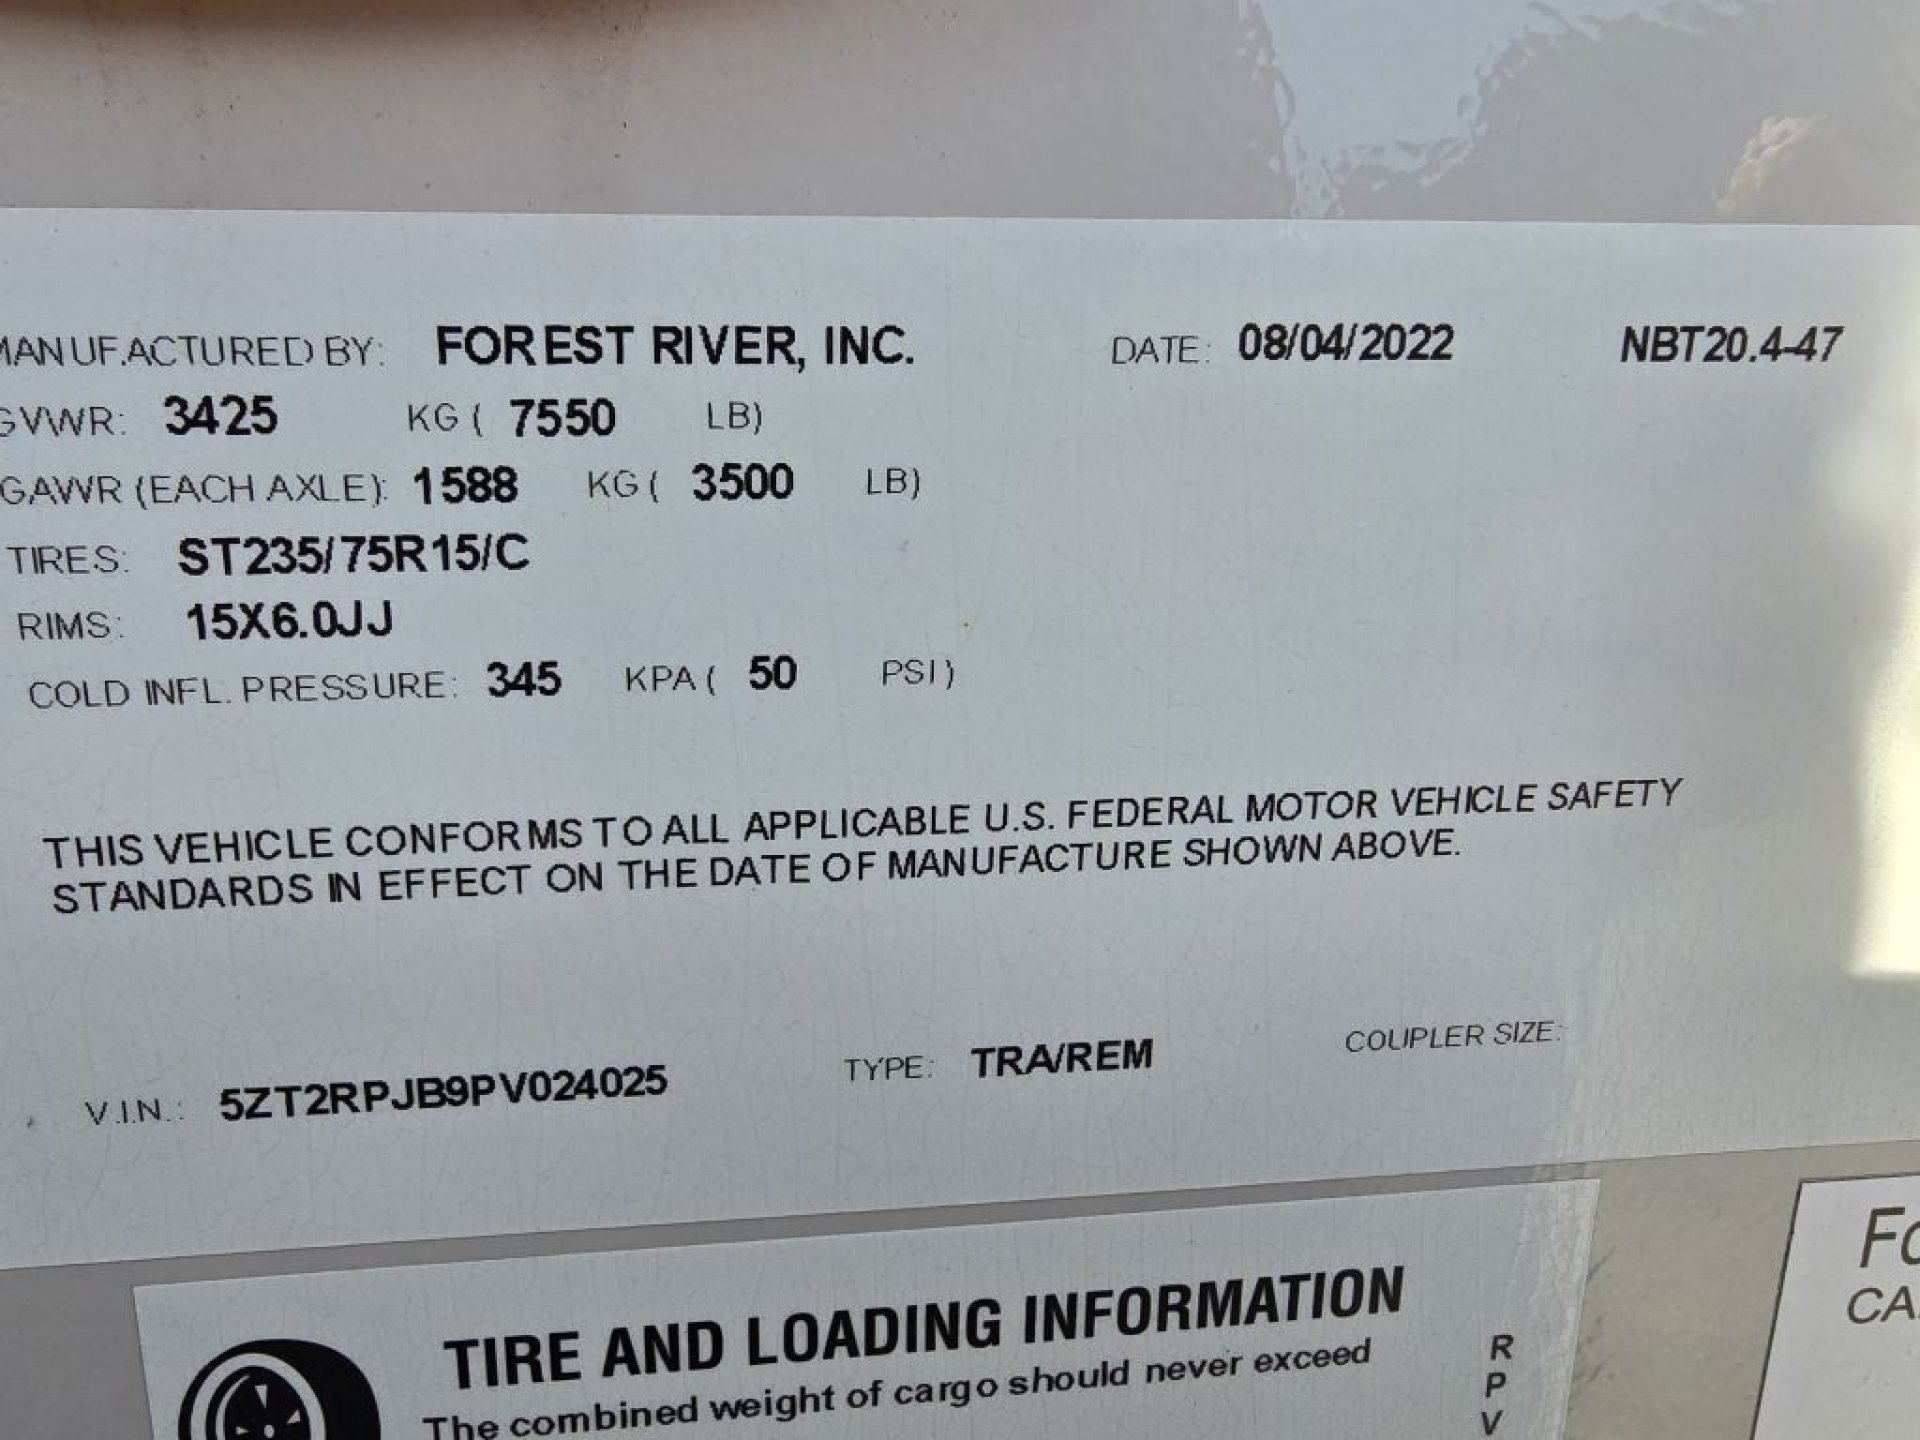 MANUFACTURED BY: FOREST RIVER, INC. DATE: 08/04/2022 NBT20.4-47
GVWR: 3425 KG ( 7550 LB)
GAWR (EACH AXLE): 1588 KG ( 3500 LB)
TIRES: ST235/75R15/C
RIMS: 15X6.0JJ
COLD INFL. PRESSURE: 345 KPA ( 50 PSI)
THIS VEHICLE CONFORMS TO ALL APPLICABLE U.S. FEDERAL MOTOR VEHICLE SAFETY
STANDARDS IN EFFECT ON THE DATE OF MANUFACTURE SHOWN ABOVE.
V.I.N.: 5ZT2RPJB9PV024025 TYPE: TRA/REM COUPLER SIZE:
TIRE AND LOADING INFORMATION
The combined weight of cargo should never exceed
R
P
V